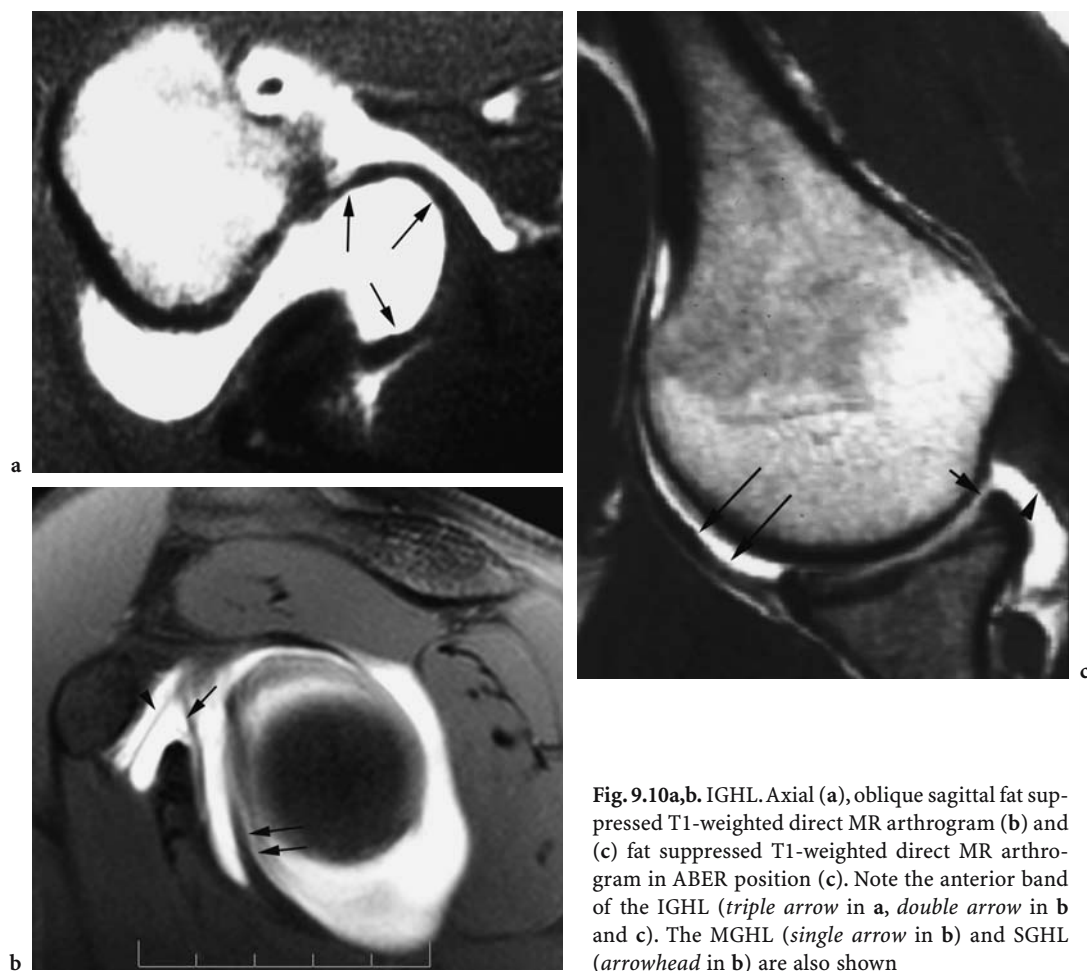 a
b
c
Fig. 9.10a,b. IGHL. Axial (a), oblique sagittal fat sup-
pressed T1-weighted direct MR arthrogram (b) and
(c) fat suppressed T1-weighted direct MR arthro-
gram in ABER position (c). Note the anterior band
of the IGHL (triple arrow in a, double arrow in b
and c). The MGHL (single arrow in b) and SGHL
(arrowhead in b) are also shown